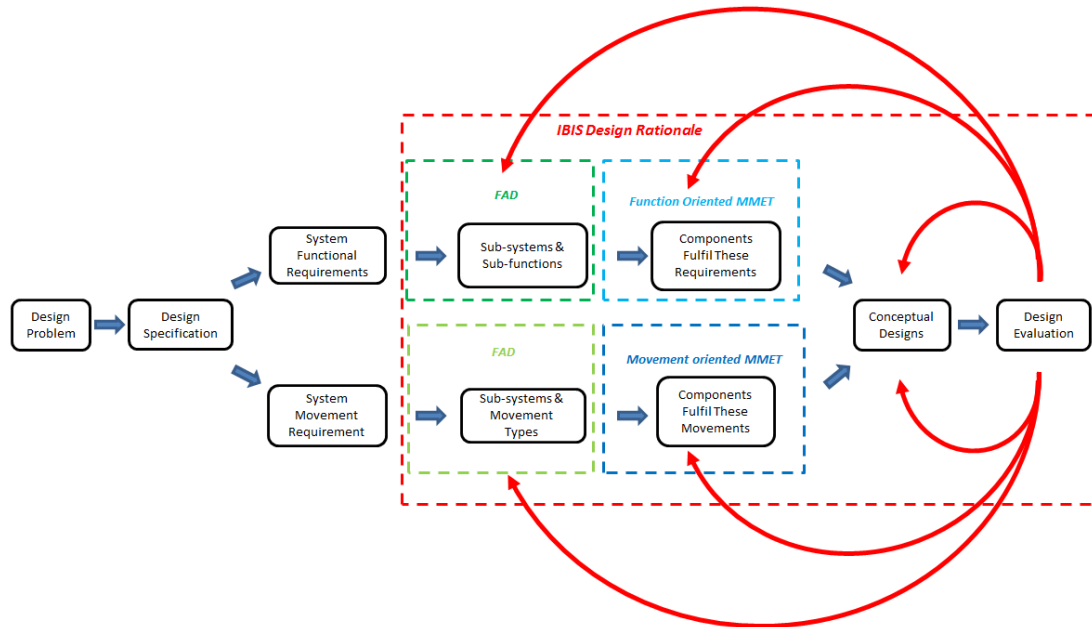 IBIS Design Rationale
FAD
Function Oriented MMET
System
Functional
Requirements
Sub-systems &
Sub-functions
Components
Fulfil These
Requirements
Design
Problem
Design
Specification
Conceptual
Designs
Design
Evaluation
FAD
Movement oriented MMET
System
Movement
Requirement
Sub-systems &
Movement
Types
Components
Fulfil These
Movements